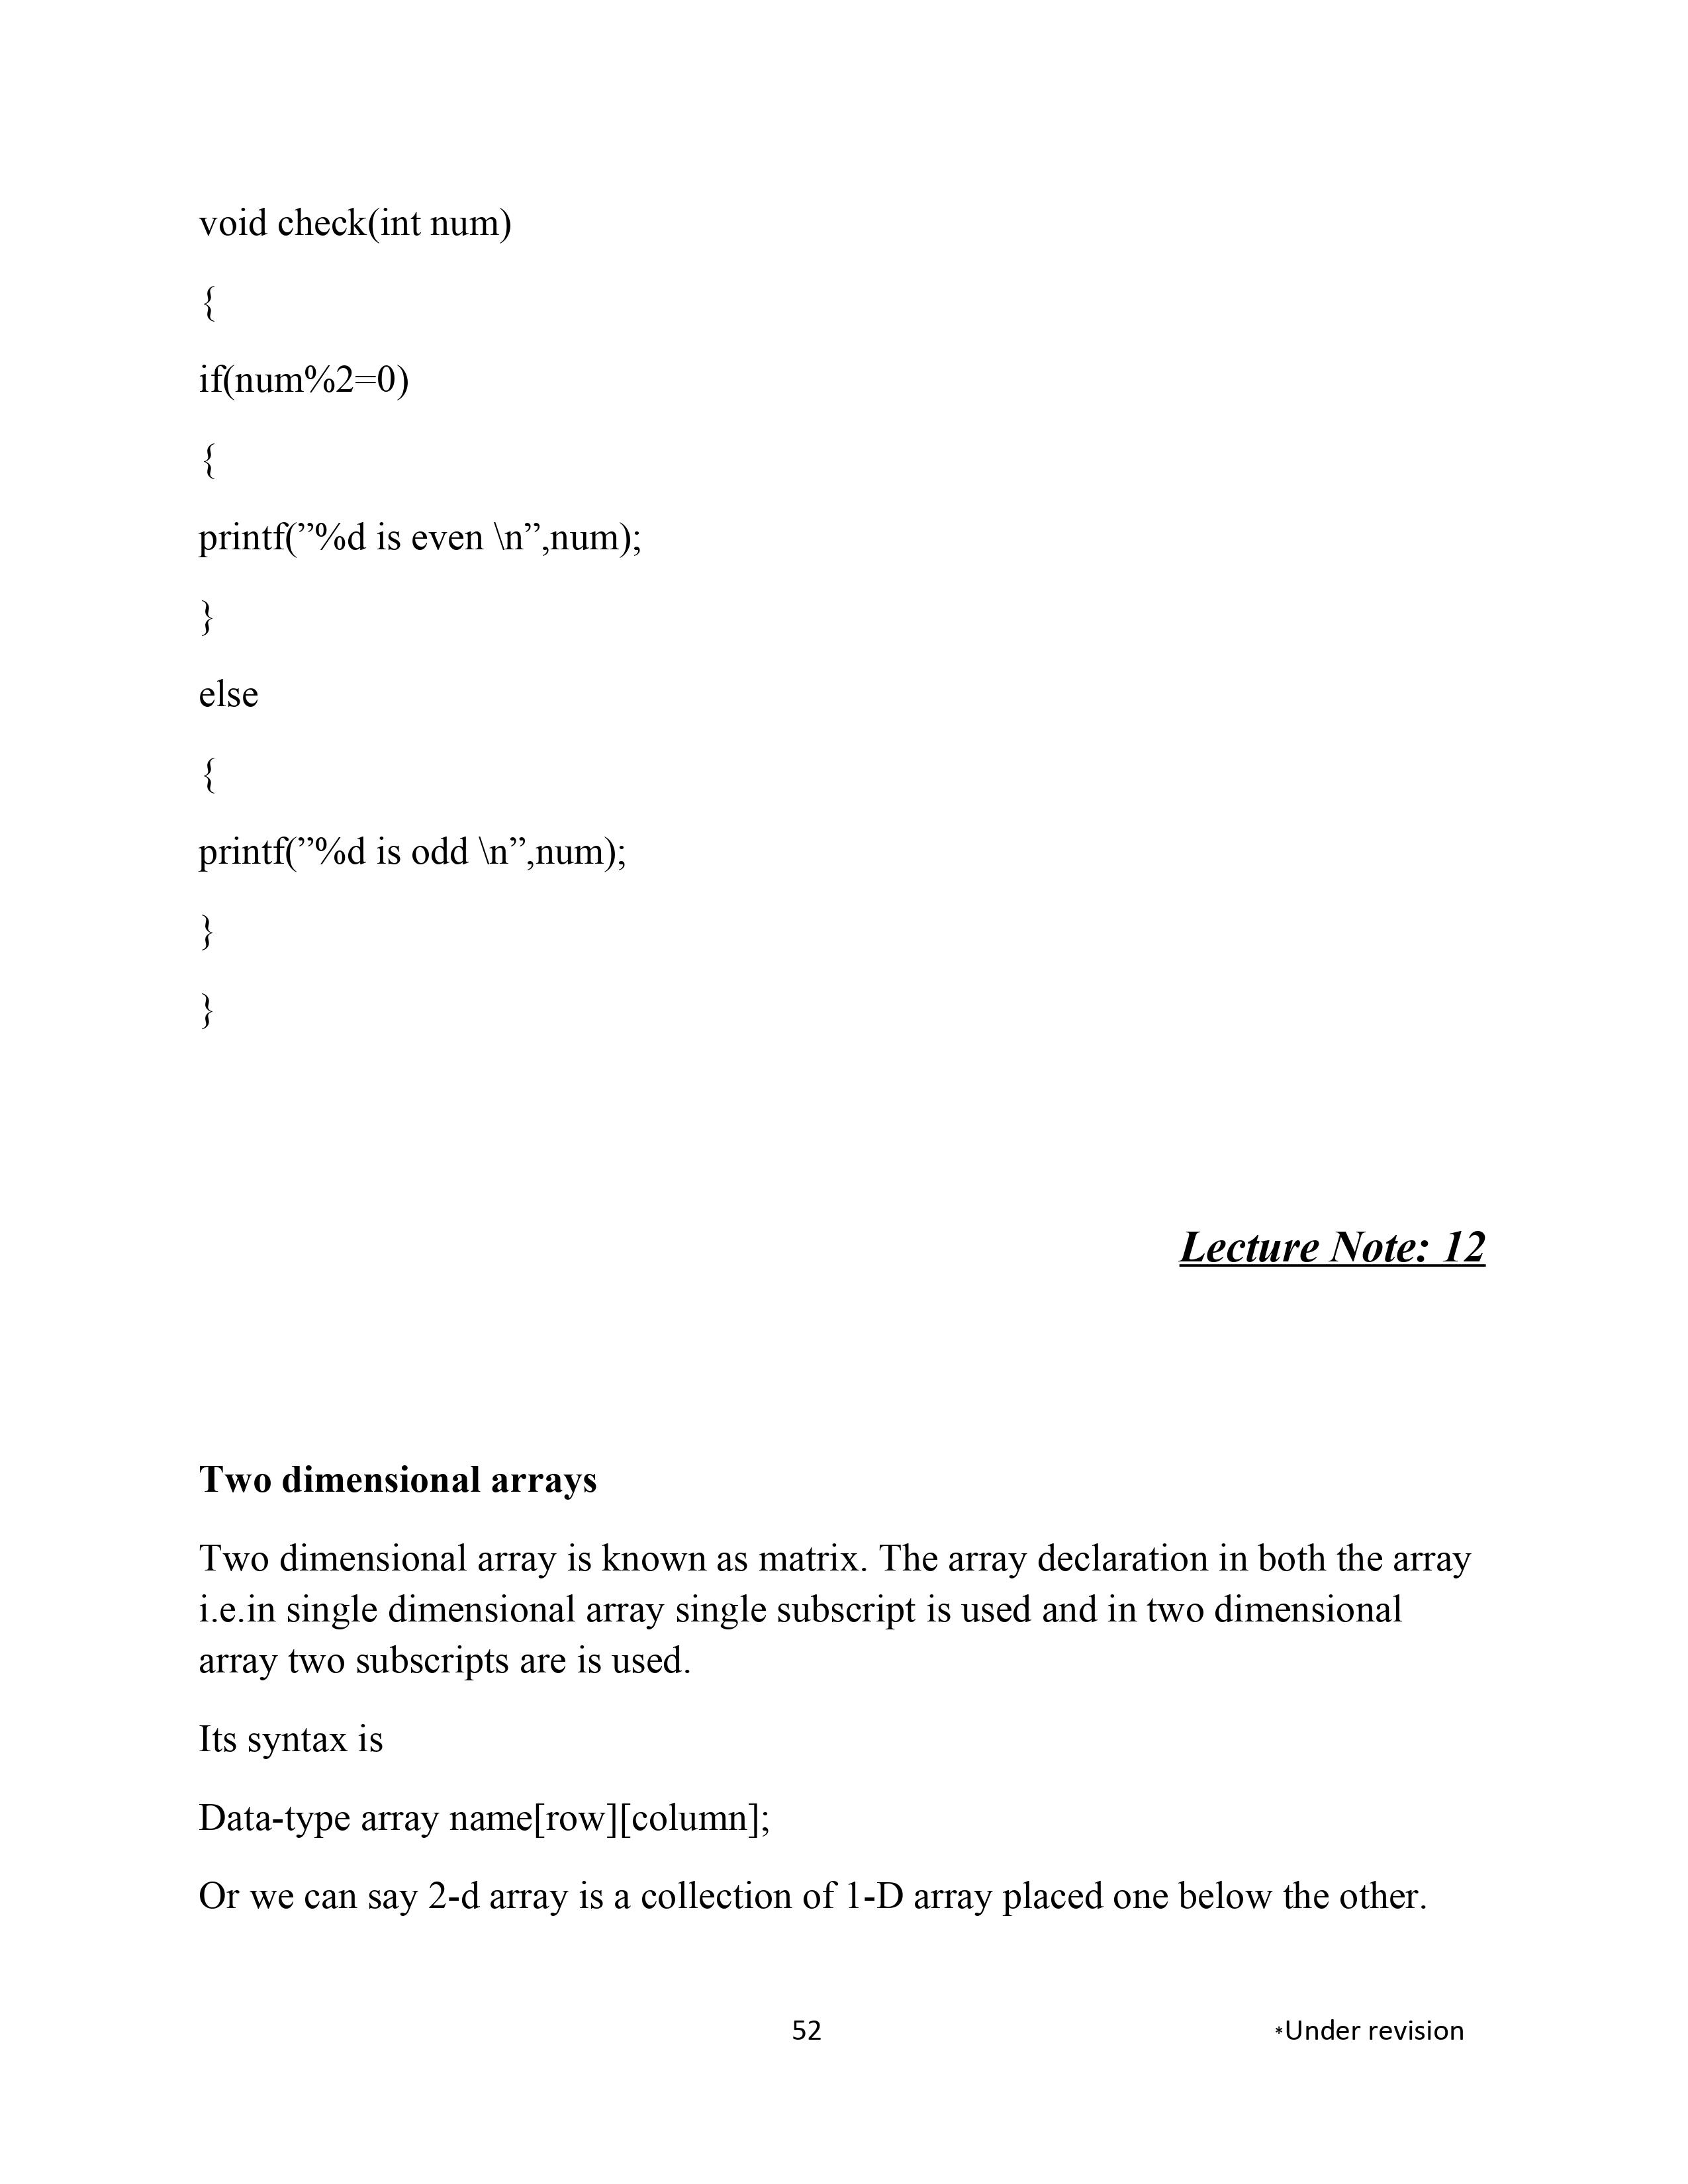 void check(int num)
{
if(num%2=0)
{
printf(”%d is even \n”,num);
}
else
{
printf(”%d is odd \n”,num);
}
}
Lecture Note: 12
Two dimensional arrays
Two dimensional array is known as matrix. The array declaration in both the array
i.e.in single dimensional array single subscript is used and in two dimensional
array two subscripts are is used.
Its syntax is
Data-type array name[row][column];
Or we can say 2-d array is a collection of 1-D array placed one below the other.
52 *Under revision